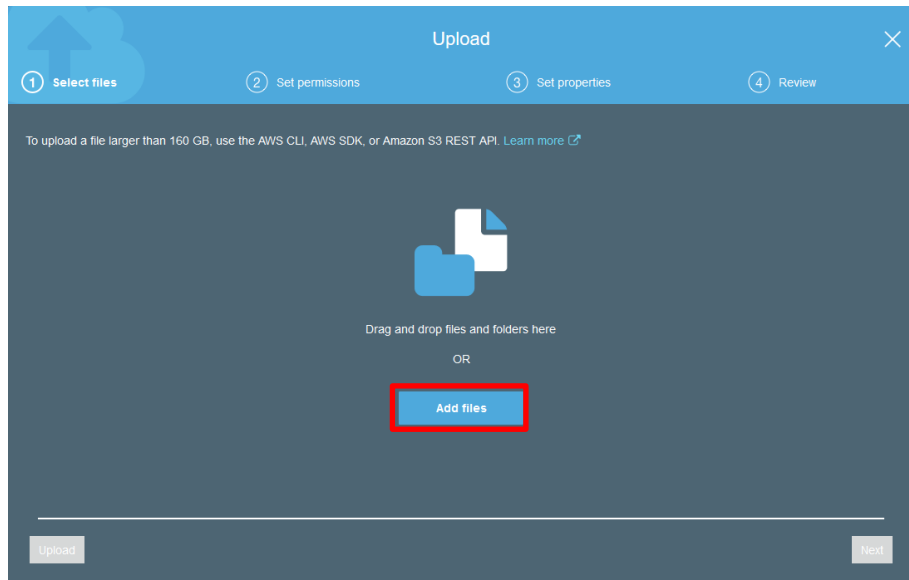 Upload
1 Select files
2 Set permissions
3 Set properties
4 Review
To upload a file larger than 160 GB, use the AWS CLI, AWS SDK, or Amazon S3 REST API. Learn more
Drag and drop files and folders here
OR
Add files
Upload
Next